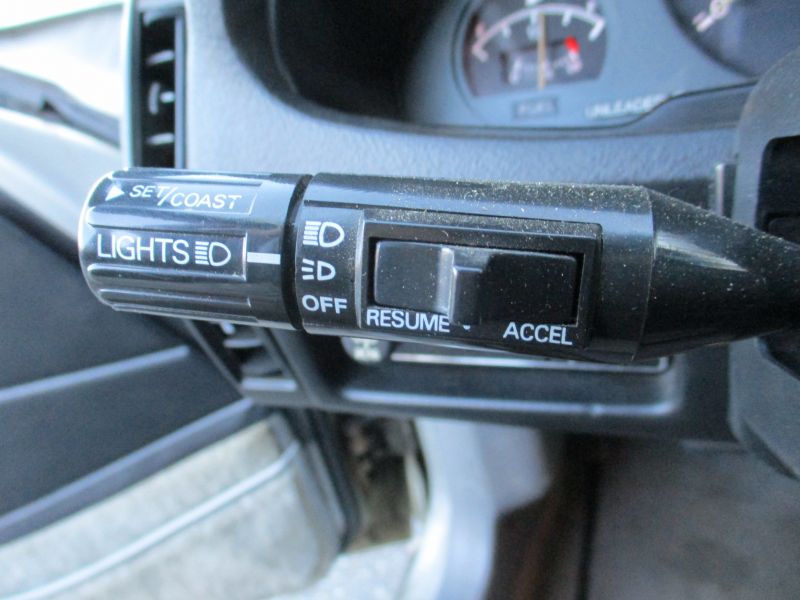 UNLEADED
SET/COAST
LIGHTS
OFF
RESUME ACCEL